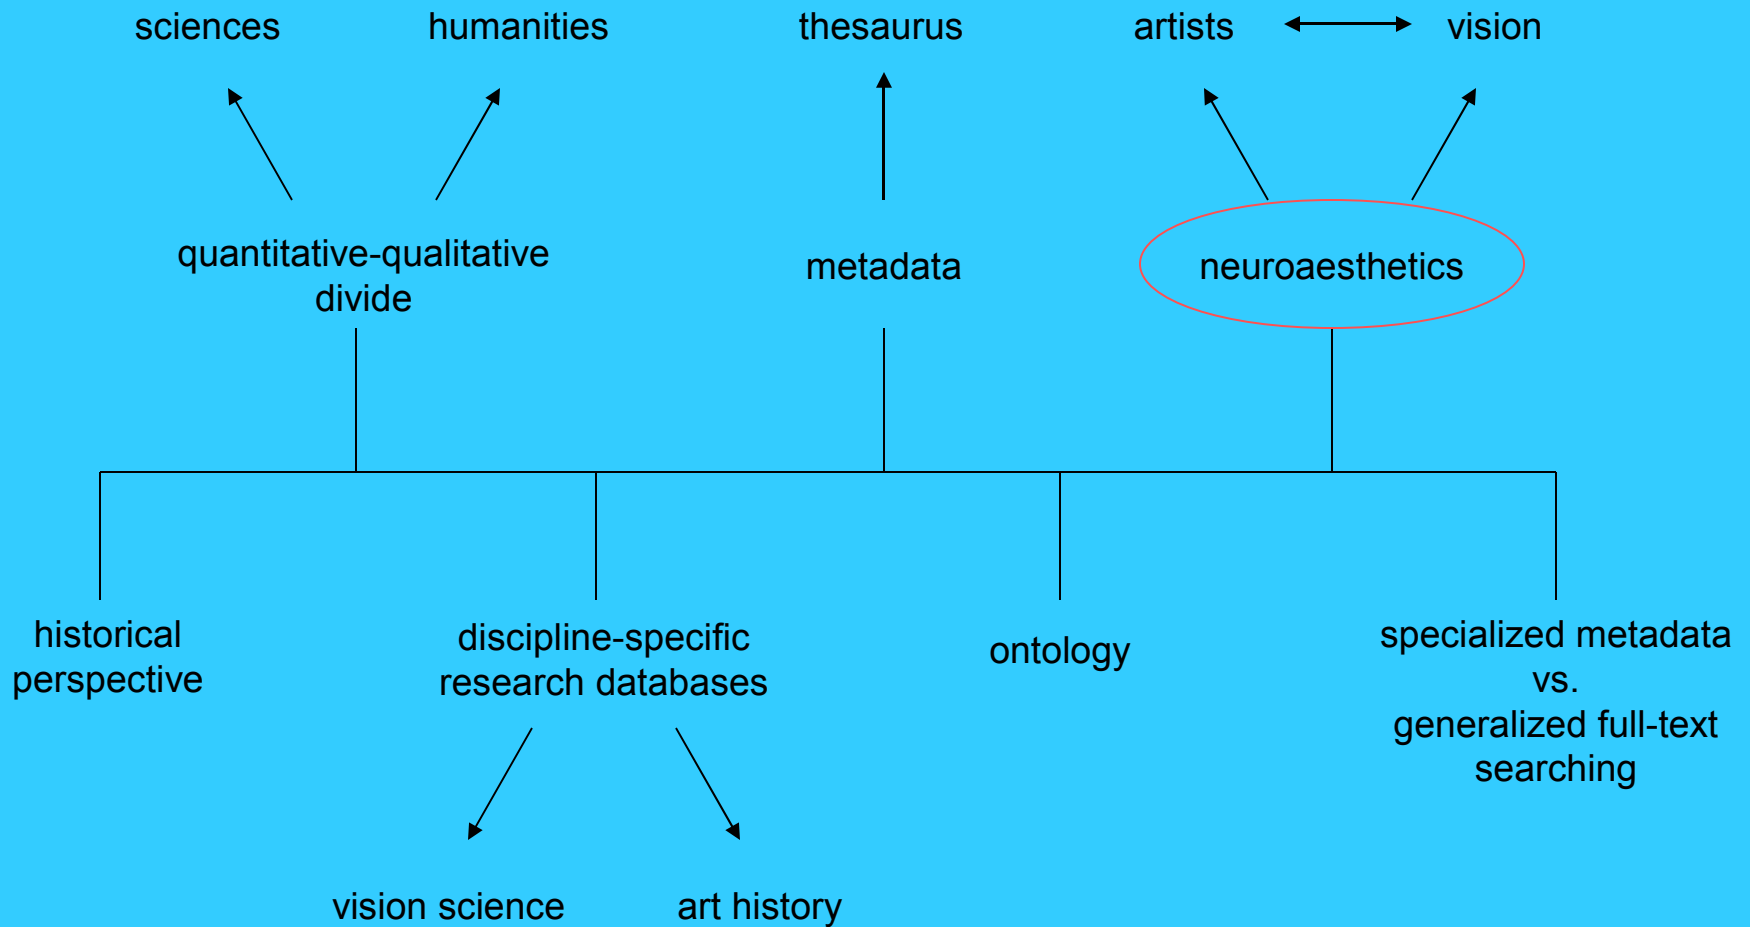 sciences
humanities
thesaurus
artists
vision
quantitative-qualitative
divide
metadata
neuroaesthetics
historical
perspective
discipline-specific
research databases
ontology
specialized metadata
vs.
generalized full-text
searching
vision science
art history